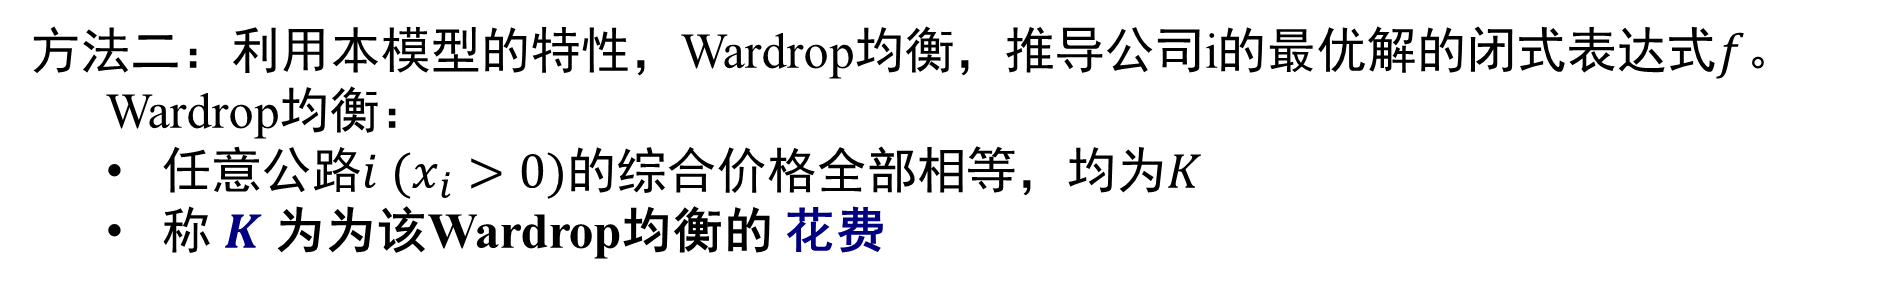 方法二：利用本模型的特性，Wardrop均衡，推导公司i的最优解的闭式表达式𝑓。
Wardrop均衡：
• 任意公路𝑖 (𝑥ᵢ > 0)的综合价格全部相等，均为𝐾
• 称 𝑲 为为该Wardrop均衡的 花费